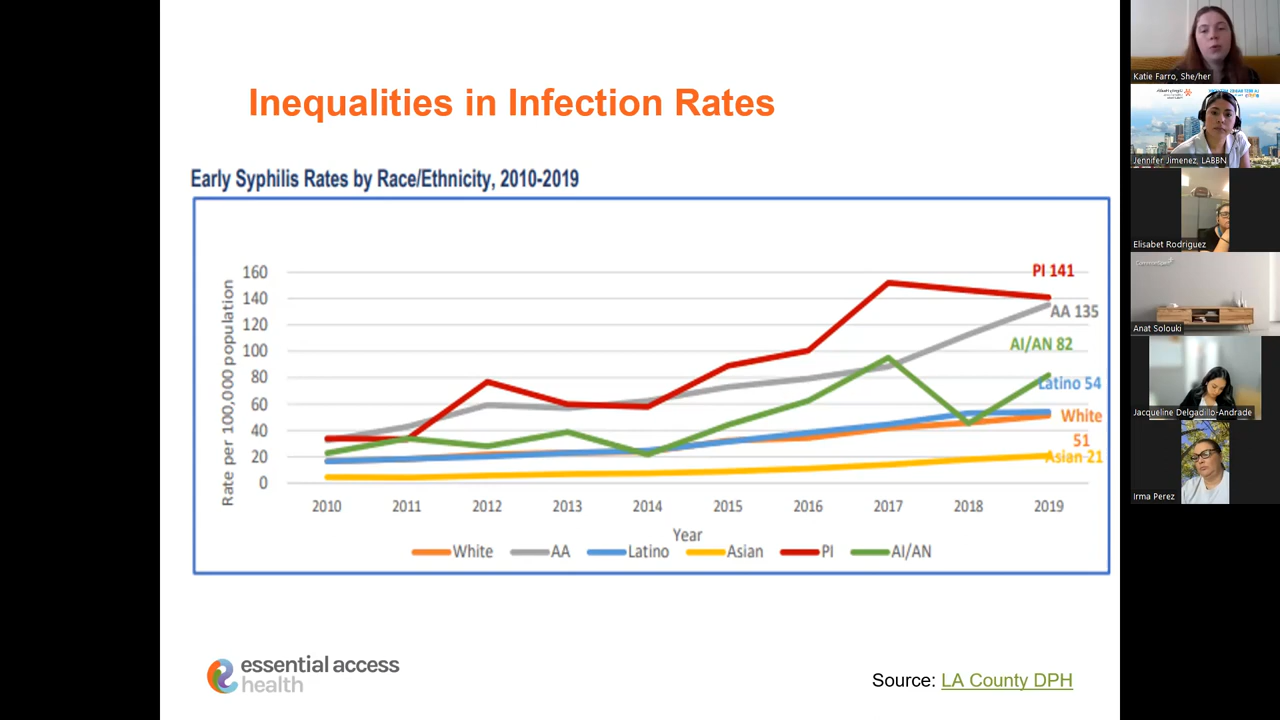 Inequalities in Infection Rates
Early Syphilis Rates by Race/Ethnicity, 2010-2019
Rate per 100,000 population
160
140
120
100
80
60
40
20
0
PI 141
AA 135
AI/AN 82
Latino 54
White
51
Asian 21
2010 2011 2012 2013 2014 2015 2016 2017 2018 2019
Year
White AA Latino Asian PI AI/AN
essential access
health
Source: LA County DPH
Katie Farro, She/her
Jennifer Jimenez, LABBN
Elisabet Rodriguez
Anat Solouki
Jacqueline Delgadillo-Andrade
Irma Perez